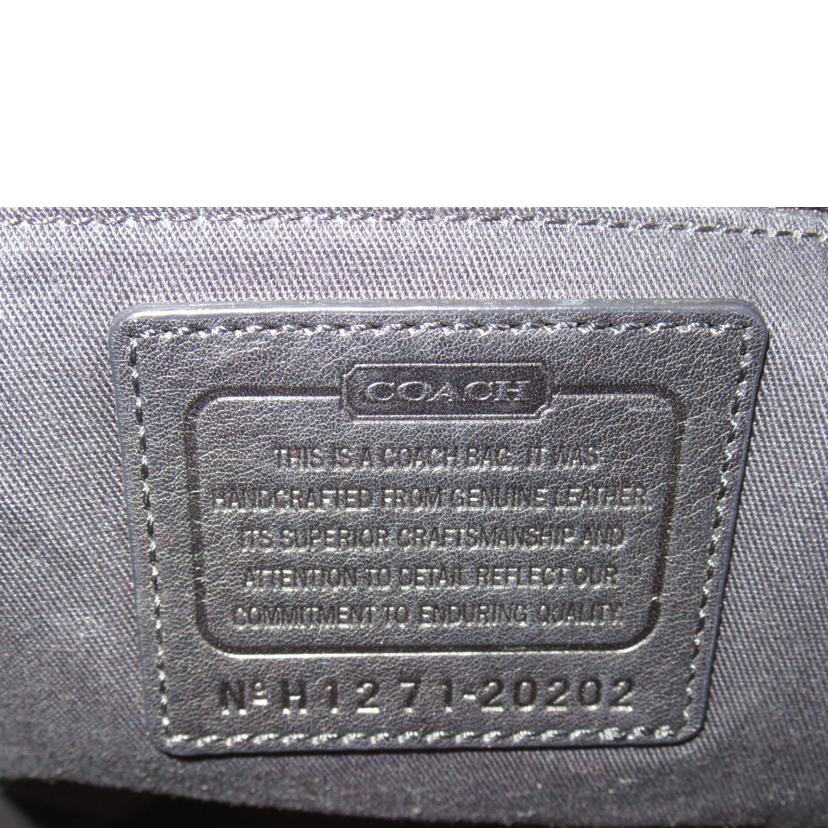 COACH
THIS IS A COACH BAG. IT WAS
HANDCRAFTED FROM GENUINE LEATHER.
ITS SUPERIOR CRAFTSMANSHIP AND
ATTENTION TO DETAIL REFLECT OUR
COMMITMENT TO ENDURING QUALITY.
Nº H1271-20202